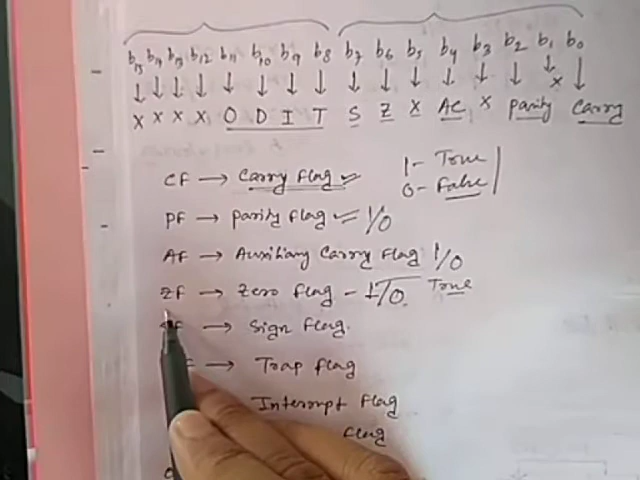 b15 b14 b13 b12 b11 b10 b9 b8 b7 b6 b5 b4 b3 b2 b1 b0
x x x x O D I T S Z x AC x parity x Carry
CF → Carry Flag ✓ 1 - True
0 - False
PF → parity flag 1/0
AF → Auxiliary Carry Flag 1/0
ZF → Zero flag - 1/0 True
→ Sign flag.
F → Trap flag
Interrupt flag
flag